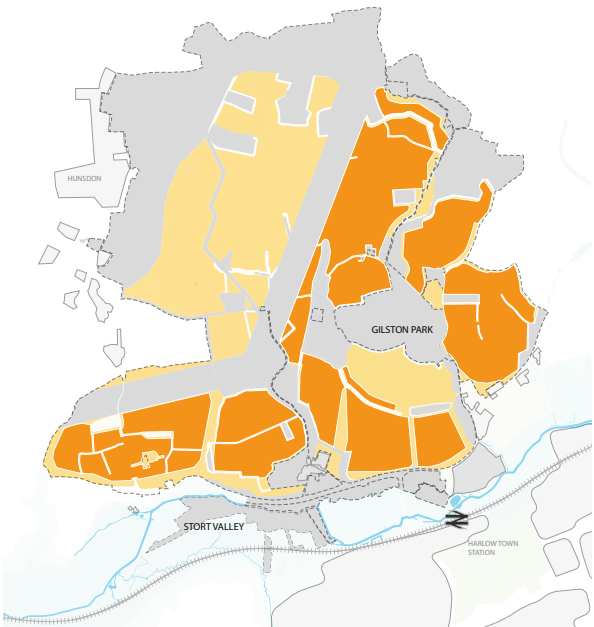 HUNSDON
GILSTON PARK
STORT VALLEY
HARLOW TOWN
STATION